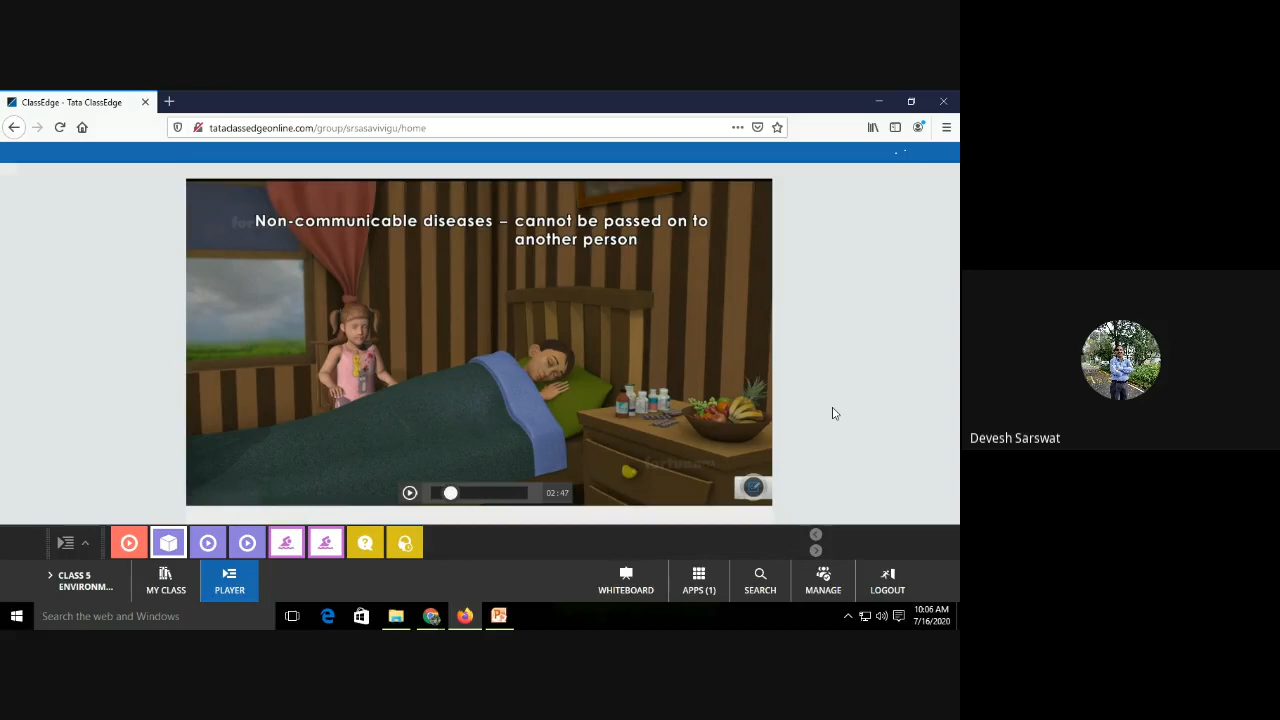 ClassEdge - Tata ClassEdge
tataclassedgeonline.com/group/srsasavivigu/home
Non-communicable diseases – cannot be passed on to
another person
02:47
Devesh Sarswat
CLASS 5
ENVIRONM...
MY CLASS
PLAYER
WHITEBOARD
APPS (1)
SEARCH
MANAGE
LOGOUT
Search the web and Windows
10:06 AM
7/16/2020